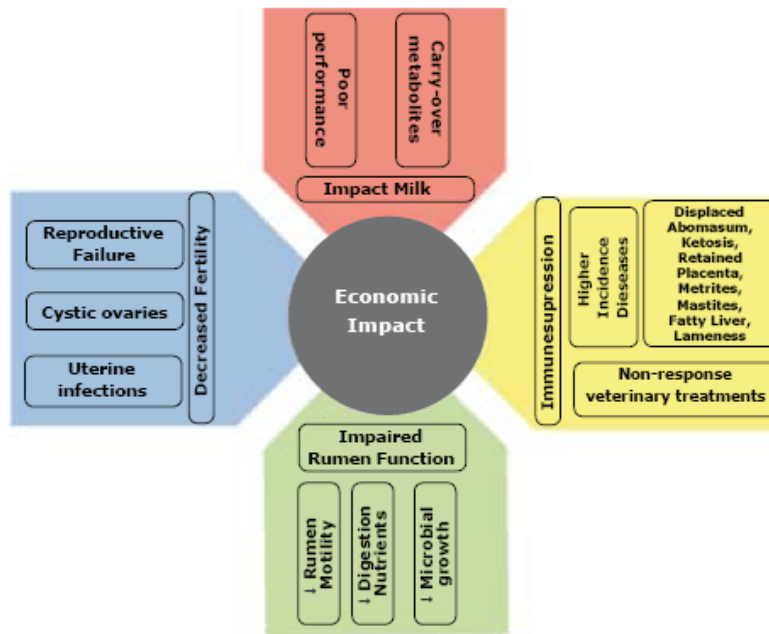 Poor
performance
Carry-over
metabolites
Impact Milk
Reproductive
Failure
Cystic ovaries
Uterine
infections
Decreased Fertility
Economic
Impact
Immunesupression
Higher
Incidence
Dieseases
Displaced
Abomasum,
Ketosis,
Retained
Placenta,
Metrites,
Mastites,
Fatty Liver,
Lameness
Non-response
veterinary treatments
Impaired
Rumen Function
↓ Rumen
Motility
↓ Digestion
Nutrients
↓ Microbial
growth